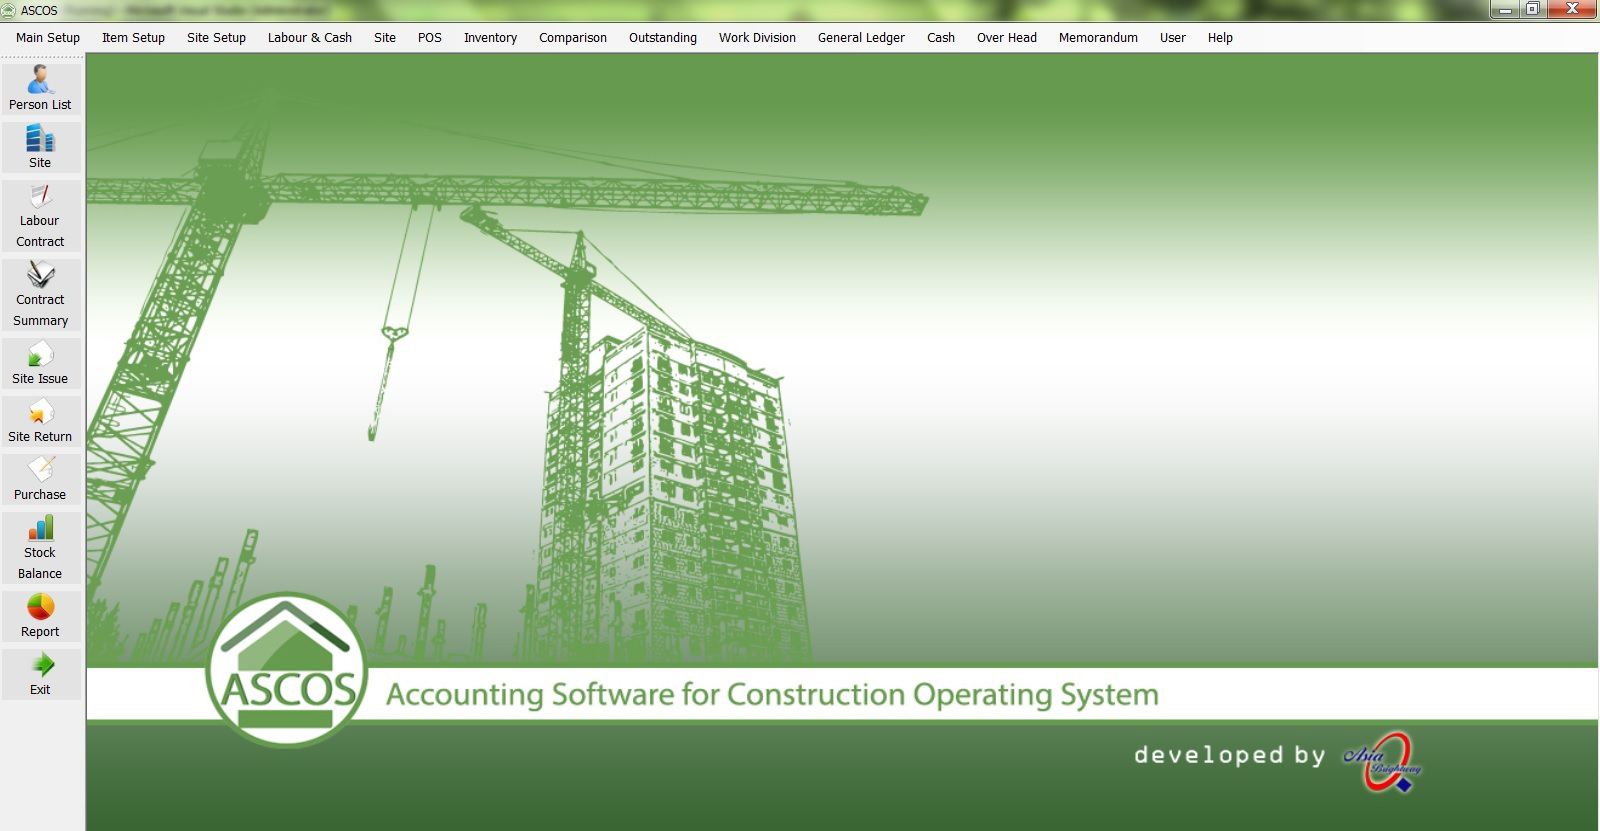 ASCOS
Main Setup Item Setup Site Setup Labour & Cash Site POS Inventory Comparison Outstanding Work Division General Ledger Cash Over Head Memorandum User Help
Person List
Site
Labour
Contract
Contract
Summary
Site Issue
Site Return
Purchase
Stock
Balance
Report
Exit
ASCOS Accounting Software for Construction Operating System
developed by Asia
Brightway